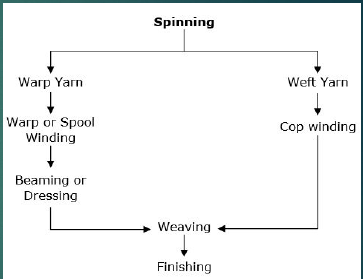 Spinning
Warp Yarn
Weft Yarn
Warp or Spool
Winding
Cop winding
Beaming or
Dressing
Weaving
Finishing